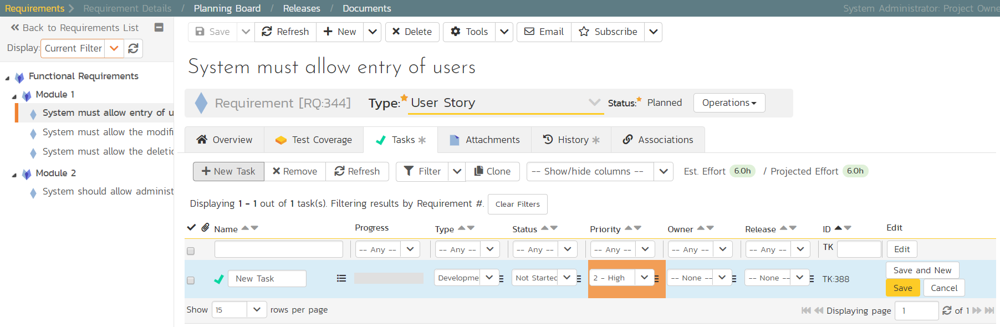 Requirements Requirement Details / Planning Board / Releases / Documents System Administrator: Project Owne
Back to Requirements List
Display: Current Filter
Functional Requirements
Module 1
System must allow entry of u
System must allow the modifi
System must allow the deletic
Module 2
System should allow administ
Save Refresh New Delete Tools Email Subscribe
System must allow entry of users
Requirement [RQ:344] Type: User Story Status: Planned Operations
Overview Test Coverage Tasks Attachments History Associations
New Task Remove Refresh Filter Clone -- Show/hide columns -- Est. Effort 6.0h / Projected Effort 6.0h
Displaying 1 - 1 out of 1 task(s). Filtering results by Requirement #. Clear Filters
Name Progress Type Status Priority Owner Release ID Edit
-- Any -- -- Any -- -- Any -- -- Any -- -- Any -- -- Any -- TK Edit
New Task Developme Not Started 2 - High -- None -- -- None -- TK:388 Save and New
Save Cancel
Show 15 rows per page Displaying page 1 of 1